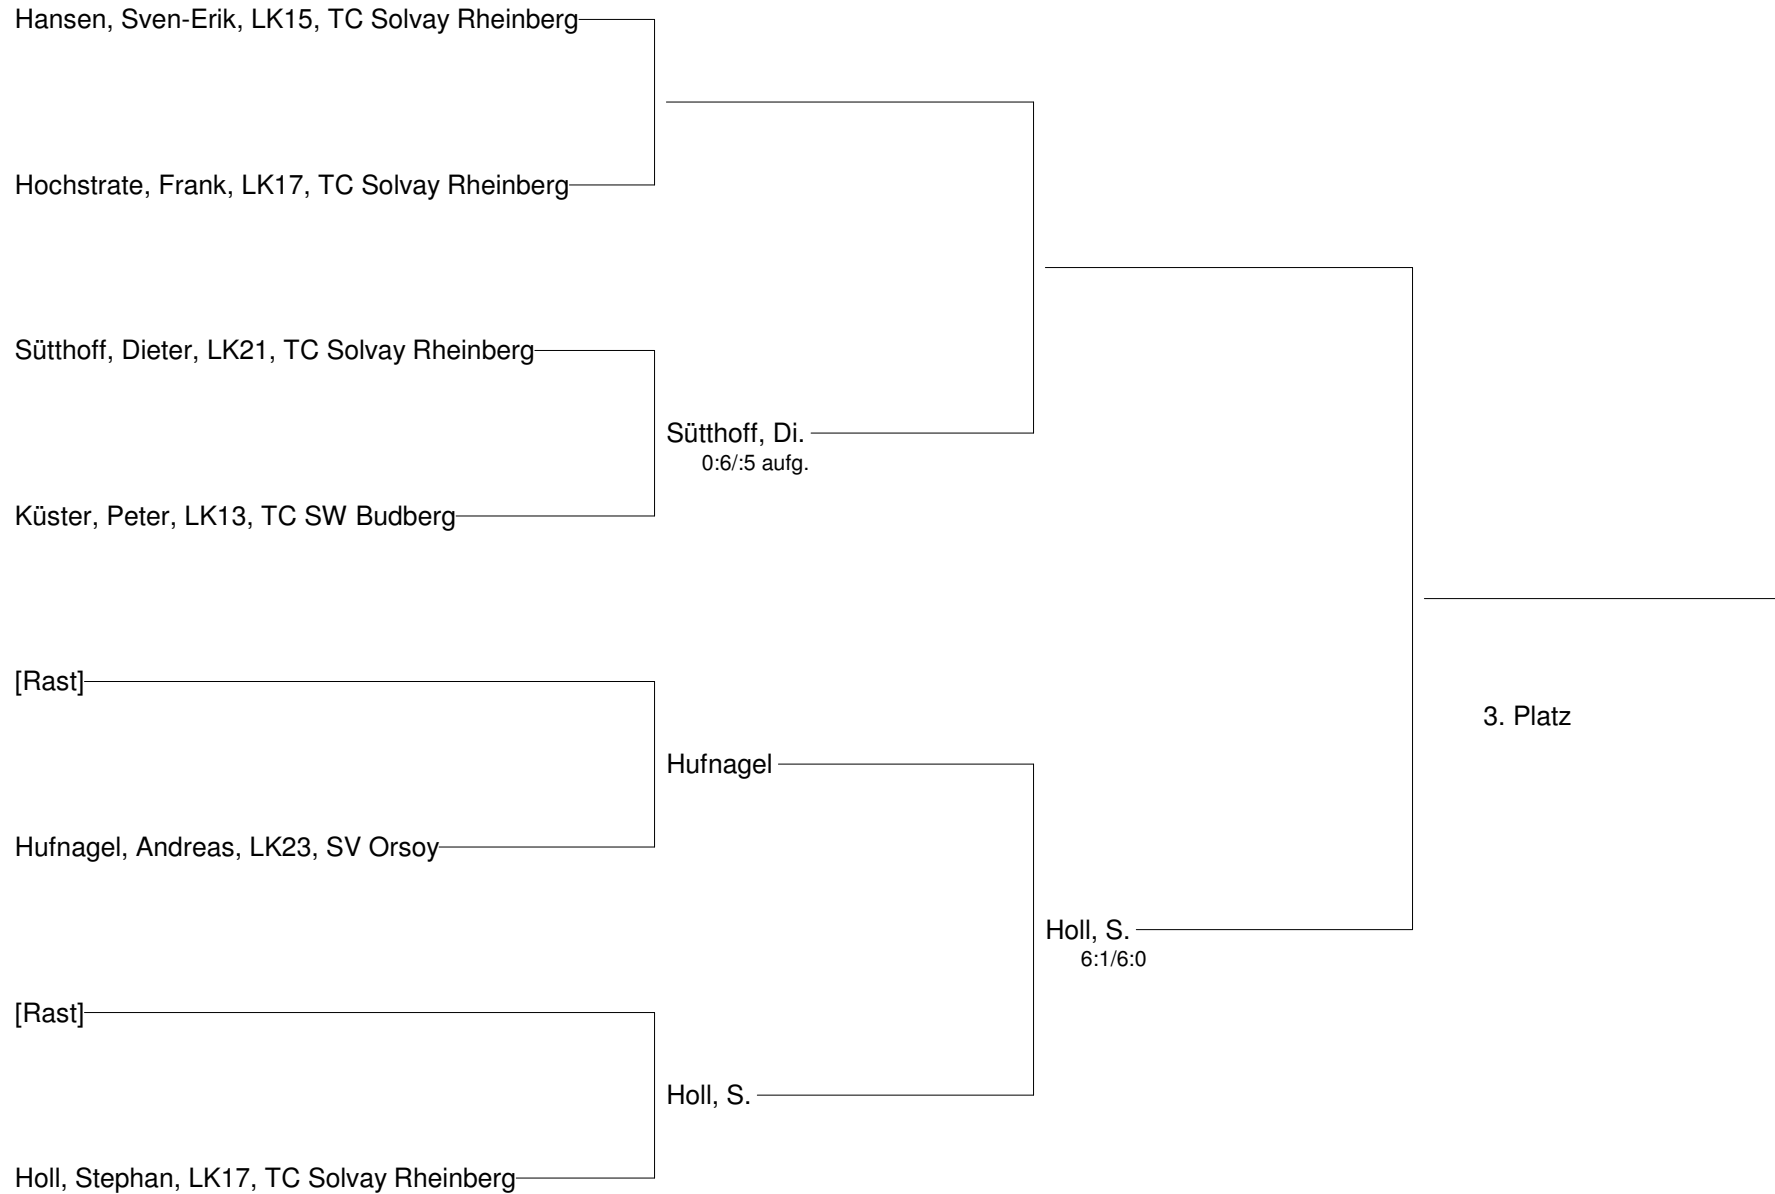 Hansen, Sven-Erik, LK15, TC Solvay Rheinberg
Hochstrate, Frank, LK17, TC Solvay Rheinberg
Sütthoff, Dieter, LK21, TC Solvay Rheinberg
Sütthoff, Di.
0:6/:5 aufg.
Küster, Peter, LK13, TC SW Budberg
[Rast]
3. Platz
Hufnagel
Hufnagel, Andreas, LK23, SV Orsoy
Holl, S.
6:1/6:0
[Rast]
Holl, S.
Holl, Stephan, LK17, TC Solvay Rheinberg